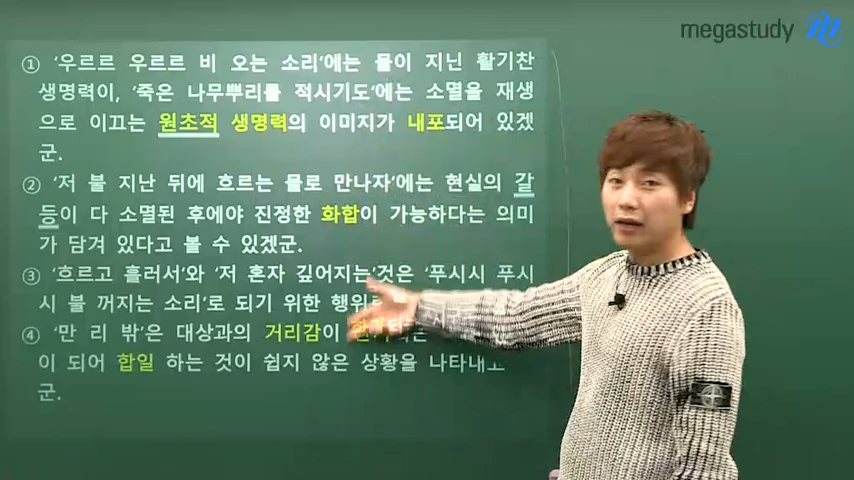 megastudy
① '우르르 우르르 비 오는 소리'에는 물이 지닌 활기찬
생명력이, '죽은 나무뿌리를 적시기도'에는 소멸을 재생
으로 이끄는 원초적 생명력의 이미지가 내포되어 있겠
군.
② '저 불 지난 뒤에 흐르는 물로 만나자'에는 현실의 갈
등이 다 소멸된 후에야 진정한 화합이 가능하다는 의미
가 담겨 있다고 볼 수 있겠군.
③ '흐르고 흘러서'와 '저 혼자 깊어지는'것은 '푸시시 푸시
시 불 꺼지는 소리'로 되기 위한 행위로
④ '만 리 밖'은 대상과의 거리감이
이 되어 합일 하는 것이 쉽지 않은 상황을 나타내고
군.